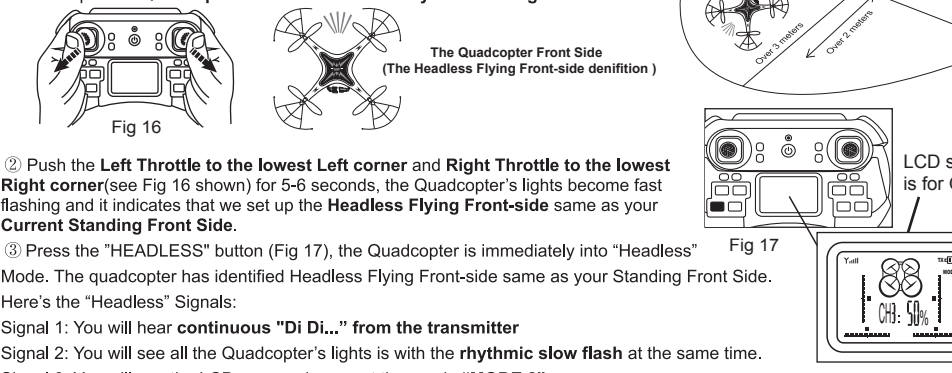 The Quadcopter Front Side
(The Headless Flying Front-side denifition )
Over 3 meters
Over 2 meters
Fig 16
② Push the Left Throttle to the lowest Left corner and Right Throttle to the lowest
Right corner(see Fig 16 shown) for 5-6 seconds, the Quadcopter's lights become fast
flashing and it indicates that we set up the Headless Flying Front-side same as your
Current Standing Front Side.
③ Press the "HEADLESS" button (Fig 17), the Quadcopter is immediately into "Headless"
Mode. The quadcopter has identified Headless Flying Front-side same as your Standing Front Side.
Here's the "Headless" Signals:
Signal 1: You will hear continuous "Di Di..." from the transmitter
Signal 2: You will see all the Quadcopter's lights is with the rhythmic slow flash at the same time.
LCD s
is for
Fig 17
CH3: 50%